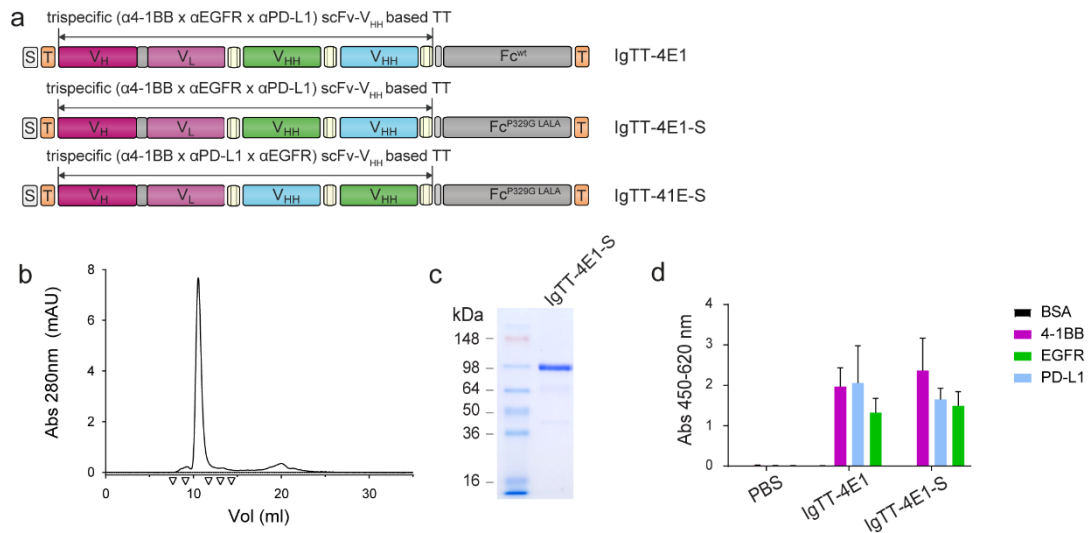 a
trispecific (α4-1BB x αEGFR x αPD-L1) scFv-VHH based TT
S T VH VL VHH VHH Fcwt T IgTT-4E1
trispecific (α4-1BB x αEGFR x αPD-L1) scFv-VHH based TT
S T VH VL VHH VHH FcP329G LALA T IgTT-4E1-S
trispecific (α4-1BB x αPD-L1 x αEGFR) scFv-VHH based TT
S T VH VL VHH VHH FcP329G LALA T IgTT-41E-S
b
Abs 280nm (mAU)
8
6
4
2
0
0 10 20 30
Vol (ml)
c
IgTT-4E1-S
kDa
148
98
64
50
36
16
d
Abs 450-620 nm
4
3
2
1
0
PBS
IgTT-4E1
IgTT-4E1-S
BSA
4-1BB
EGFR
PD-L1